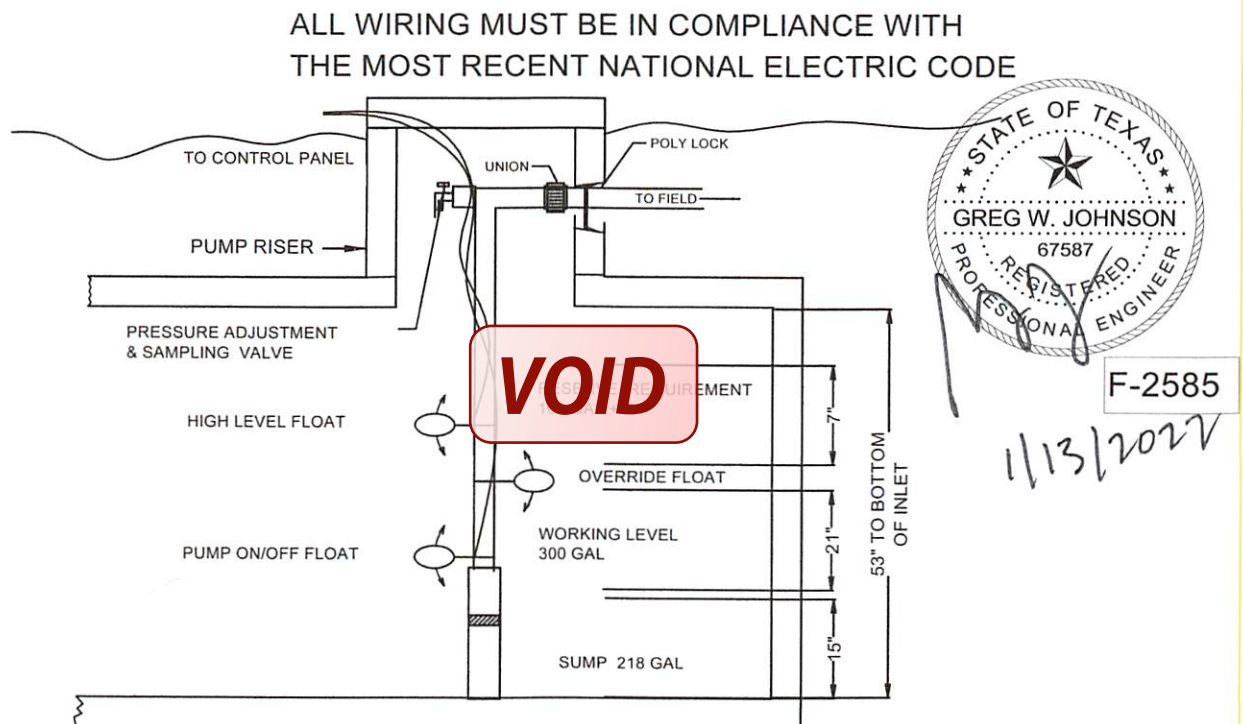 ALL WIRING MUST BE IN COMPLIANCE WITH
THE MOST RECENT NATIONAL ELECTRIC CODE
STATE OF TEXAS
GREG W. JOHNSON
67587
REGISTERED
PROFESSIONAL ENGINEER
F-2585
1/13/2022
TO CONTROL PANEL
UNION
POLY LOCK
TO FIELD
PUMP RISER
PRESSURE ADJUSTMENT
& SAMPLING VALVE
VOID
RESERVE REQUIREMENT
HIGH LEVEL FLOAT
7"
OVERRIDE FLOAT
WORKING LEVEL
300 GAL
PUMP ON/OFF FLOAT
21"
53" TO BOTTOM
OF INLET
SUMP 218 GAL
15"